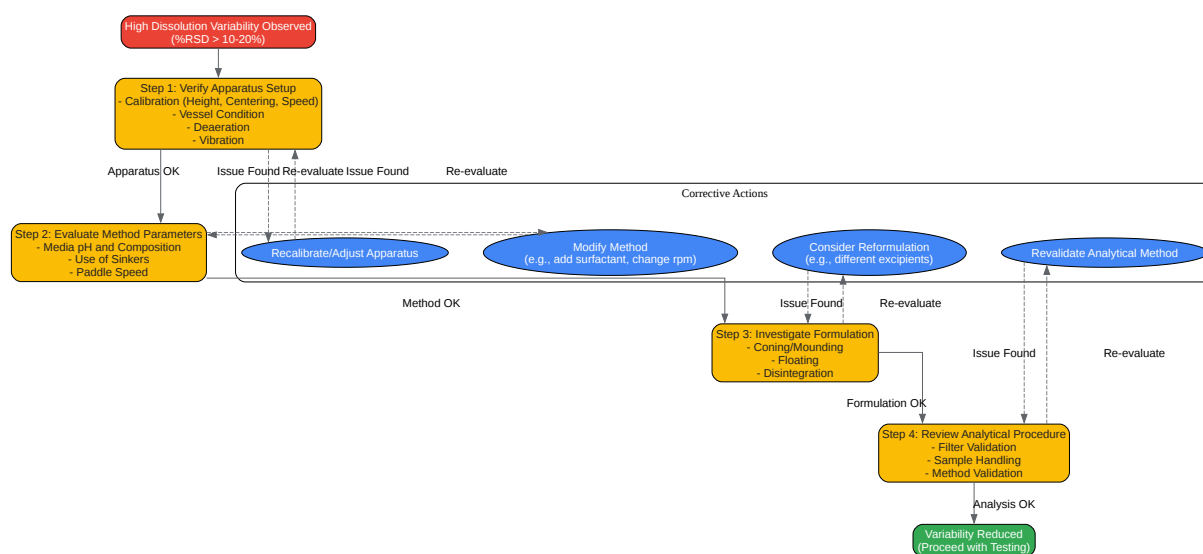 High Dissolution Variability Observed
(%RSD > 10-20%)
Step 1: Verify Apparatus Setup
- Calibration (Height, Centering, Speed)
- Vessel Condition
- Deaeration
- Vibration
Apparatus OK
Issue Found
Re-evaluate
Issue Found
Re-evaluate
Corrective Actions
Step 2: Evaluate Method Parameters
- Media pH and Composition
- Use of Sinkers
- Paddle Speed
Recalibrate/Adjust Apparatus
Modify Method
(e.g., add surfactant, change rpm)
Consider Reformulation
(e.g., different excipients)
Revalidate Analytical Method
Method OK
Issue Found
Re-evaluate
Step 3: Investigate Formulation
- Coning/Mounding
- Floating
- Disintegration
Issue Found
Re-evaluate
Formulation OK
Step 4: Review Analytical Procedure
- Filter Validation
- Sample Handling
- Method Validation
Analysis OK
Variability Reduced
(Proceed with Testing)